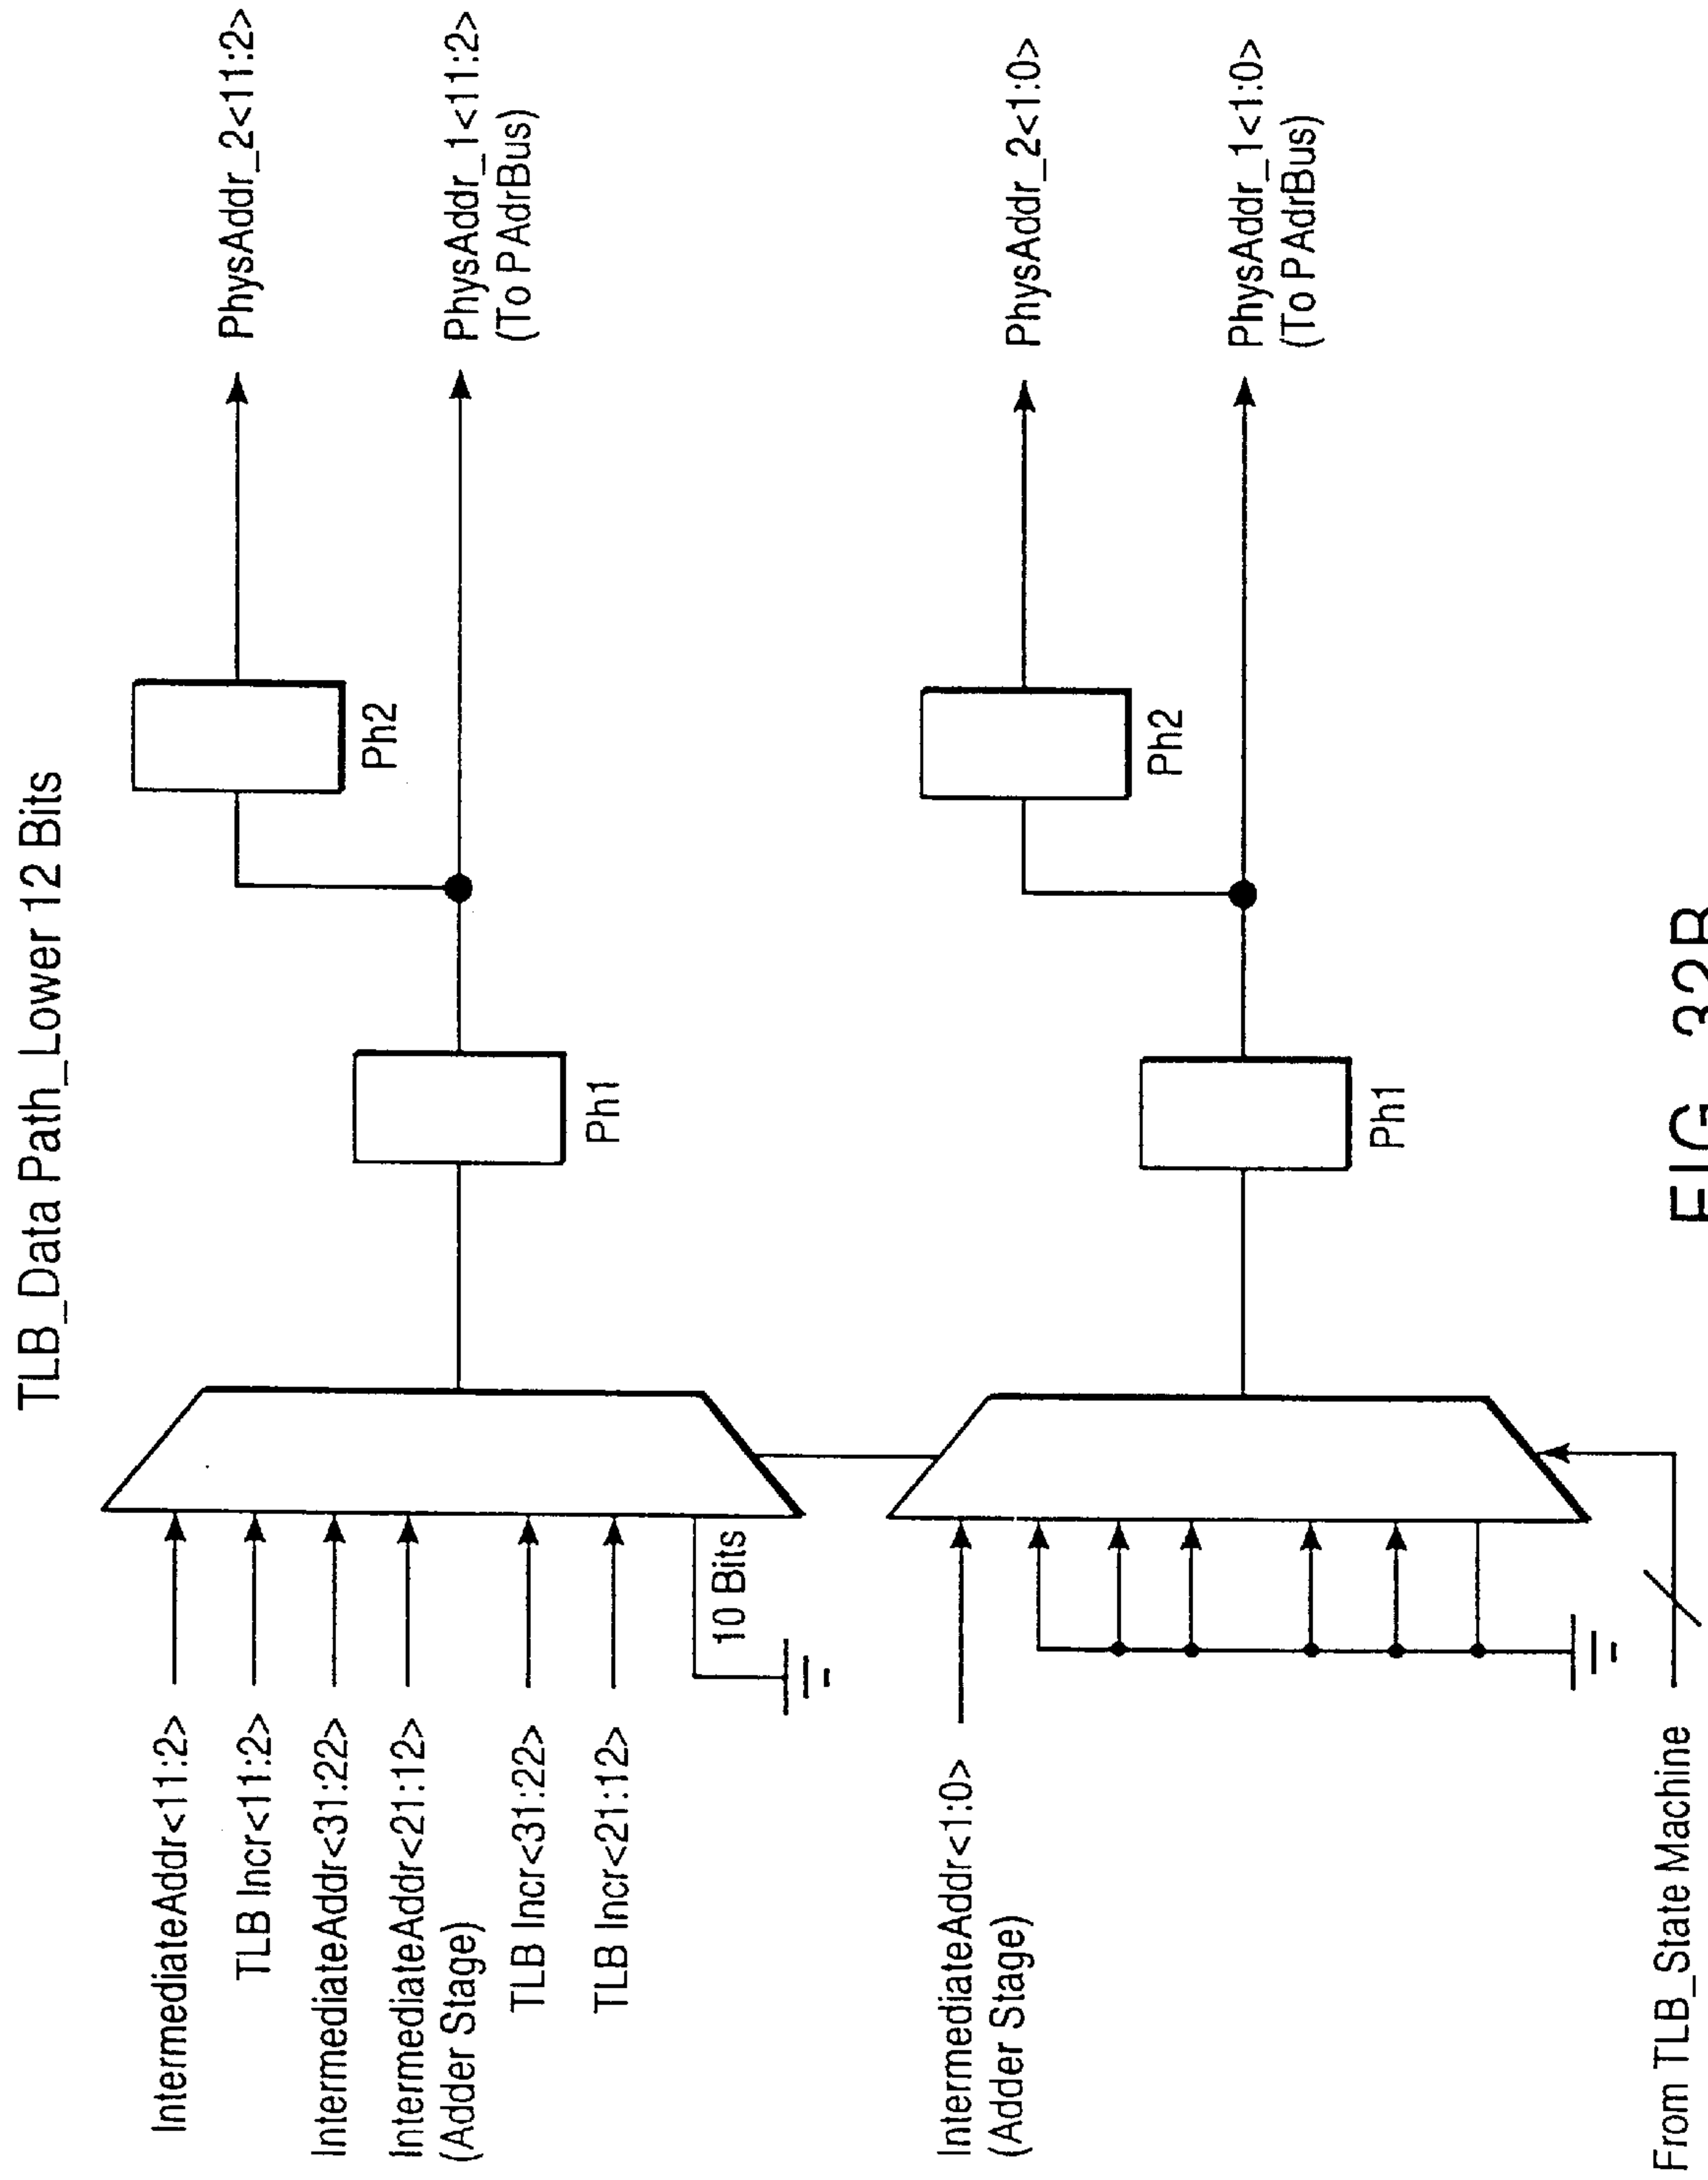 TLB_Data Path_Lower 12 Bits
IntermediateAddr<11:2>
TLB Incr<11:2>
IntermediateAddr<31:22>
IntermediateAddr<21:12>
(Adder Stage)
TLB Incr<31:22>
TLB Incr<21:12>
10 Bits
Ph1
Ph2
PhysAddr_2<11:2>
PhysAddr_1<11:2>
(To PAdrBus)
IntermediateAddr<1:0>
(Adder Stage)
Ph1
Ph2
PhysAddr_2<1:0>
PhysAddr_1<1:0>
(To PAdrBus)
From TLB_State Machine
FIG_32B